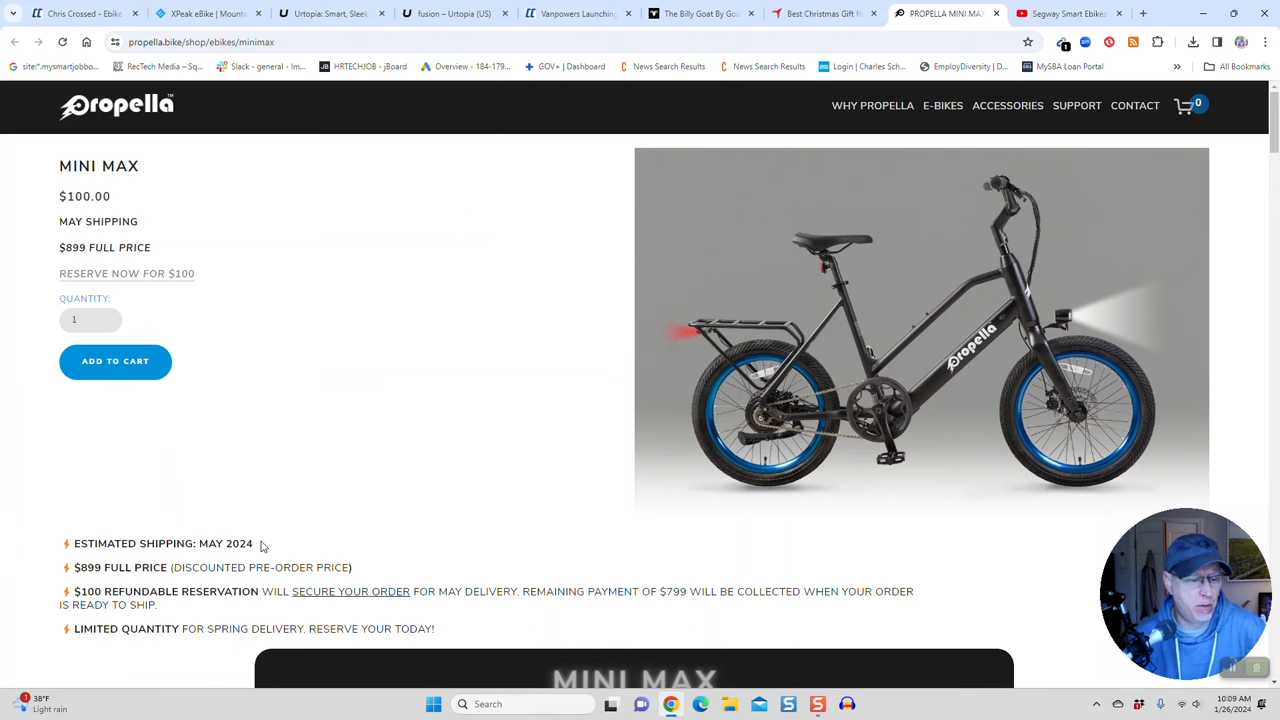 Chris Crossed - Ebike
XPeak eBike | Mounta
Urtopia: Smart, Sleek
fusion – Urtopia (US)
Vanpowers Launching
The Billy Goat By Goa
Best Christmas Gift fo
PROPELLA MINI MAX
Segway Smart Ebikes
propella.bike/shop/ebikes/minimax
site:*.mysmartjobbo...
RecTech Media – Sq...
Slack - general - In...
HRTECHJOB - jBoard
Overview - 184-179...
GOV+ | Dashboard
News Search Results
News Search Results
Login | Charles Sch...
EmployDiversity | D...
MySBA Loan Portal
All Bookmarks
Propella™
WHY PROPELLA E-BIKES ACCESSORIES SUPPORT CONTACT 0
MINI MAX
$100.00
MAY SHIPPING
$899 FULL PRICE
RESERVE NOW FOR $100
QUANTITY:
1
ADD TO CART
Propella
ESTIMATED SHIPPING: MAY 2024
$899 FULL PRICE (DISCOUNTED PRE-ORDER PRICE)
$100 REFUNDABLE RESERVATION WILL SECURE YOUR ORDER FOR MAY DELIVERY. REMAINING PAYMENT OF $799 WILL BE COLLECTED WHEN YOUR ORDER
IS READY TO SHIP.
LIMITED QUANTITY FOR SPRING DELIVERY. RESERVE YOUR TODAY!
MINI MAX
38°F
Light rain
Search
10:09 AM
1/26/2024